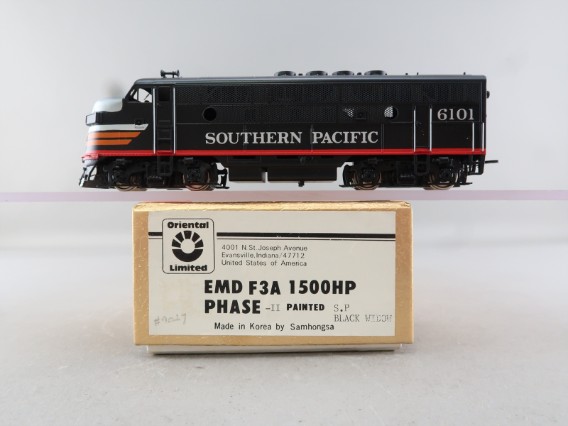 6101
SOUTHERN PACIFIC
Oriental
Limited
4001 N St. Joseph Avenue
Evansville, Indiana/47712
United States of America
EMD F3A 1500HP
PHASE -II PAINTED S.P
BLACK WIDOW
Made in Korea by Samhongsa